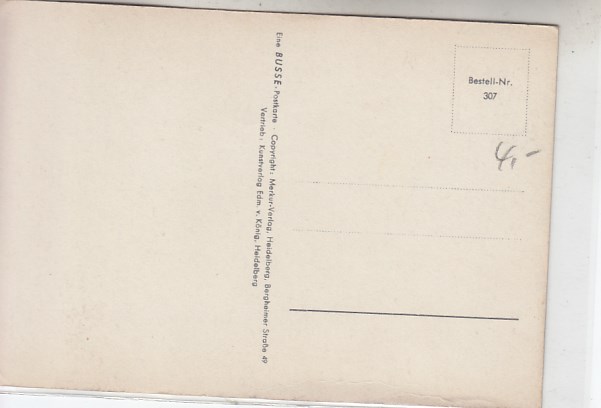 Eine BUSSE-Postkarte · Copyright: Merkur-Verlag, Heidelberg, Bergheimer Straße 49
Vertrieb: Kunstverlag Edm. v. König, Heidelberg
Bestell-Nr.
307
4,-